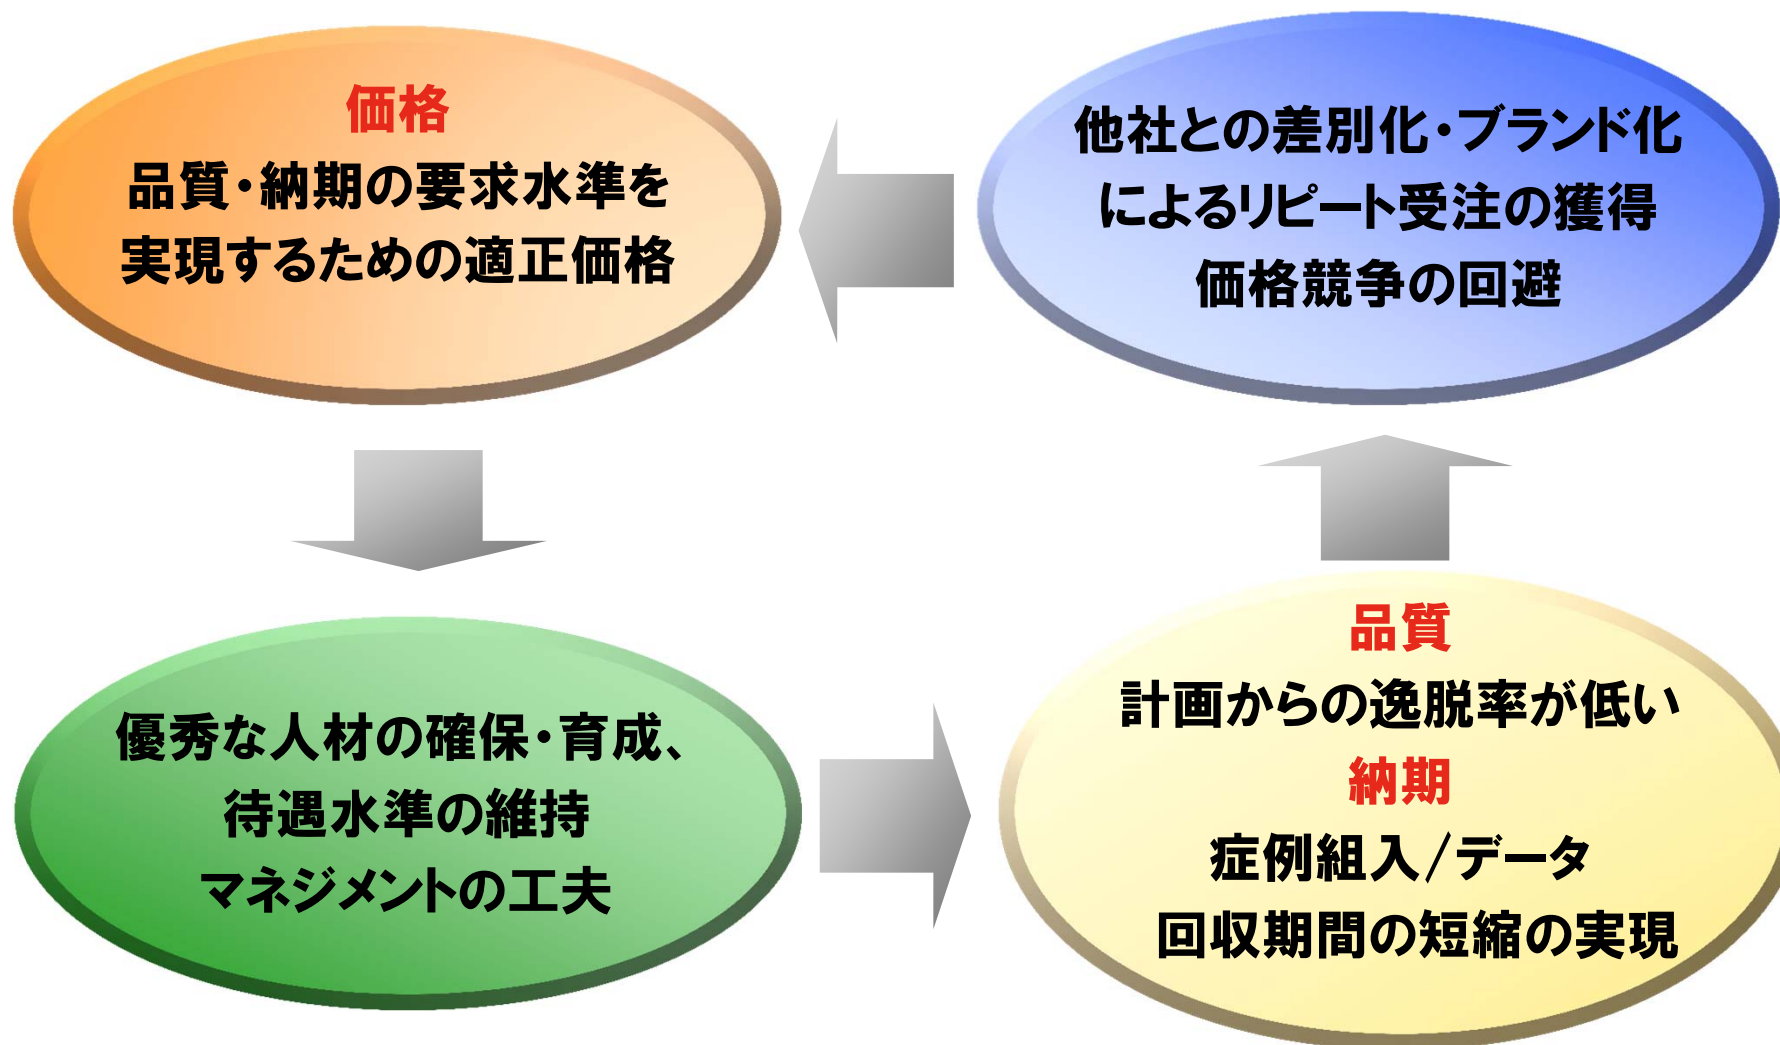 価格
品質・納期の要求水準を
実現するための適正価格
他社との差別化・ブランド化
によるリピート受注の獲得
価格競争の回避
優秀な人材の確保・育成、
待遇水準の維持
マネジメントの工夫
品質
計画からの逸脱率が低い
納期
症例組入/データ
回収期間の短縮の実現